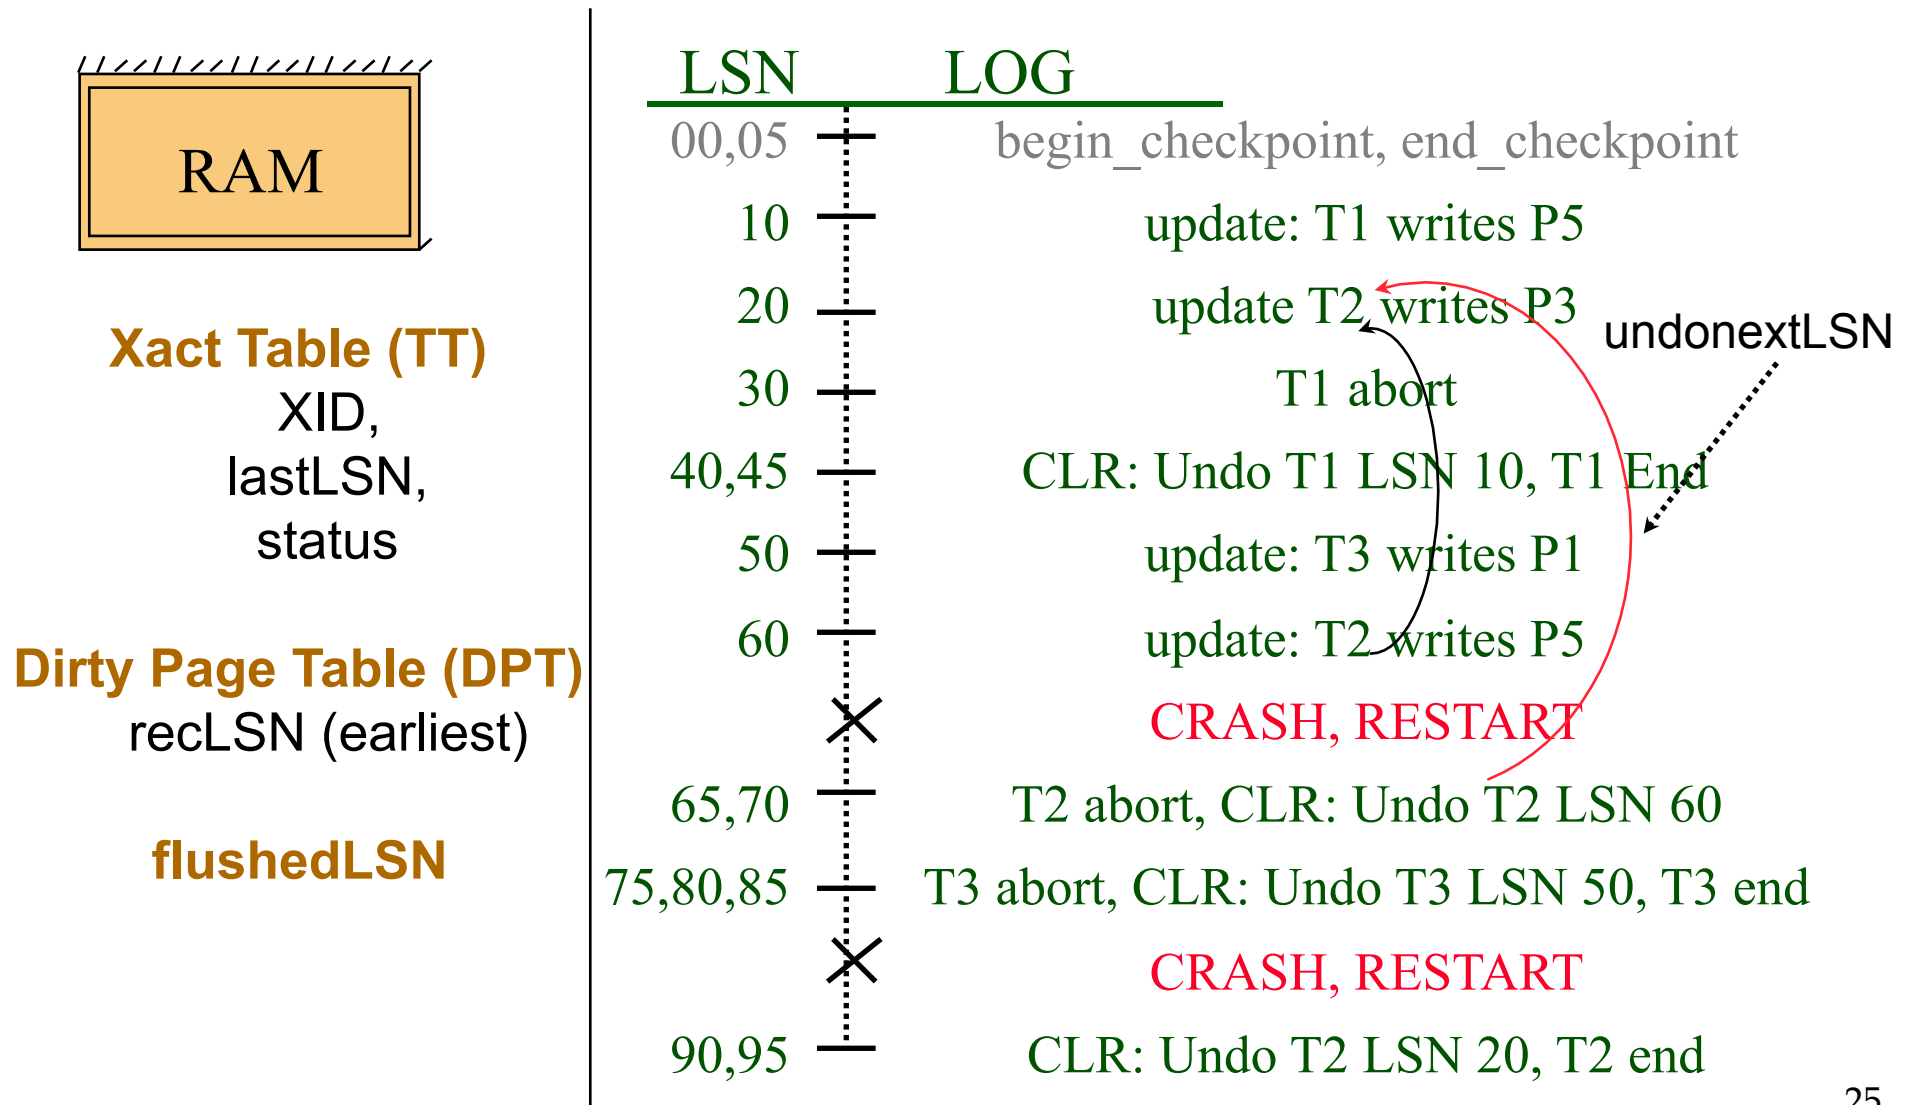 RAM
Xact Table (TT)
XID,
lastLSN,
status
Dirty Page Table (DPT)
recLSN (earliest)
flushedLSN
LSN LOG
00,05 begin_checkpoint, end_checkpoint
10 update: T1 writes P5
20 update T2 writes P3
undonextLSN
30 T1 abort
40,45 CLR: Undo T1 LSN 10, T1 End
50 update: T3 writes P1
60 update: T2 writes P5
CRASH, RESTART
65,70 T2 abort, CLR: Undo T2 LSN 60
75,80,85 T3 abort, CLR: Undo T3 LSN 50, T3 end
CRASH, RESTART
90,95 CLR: Undo T2 LSN 20, T2 end
25